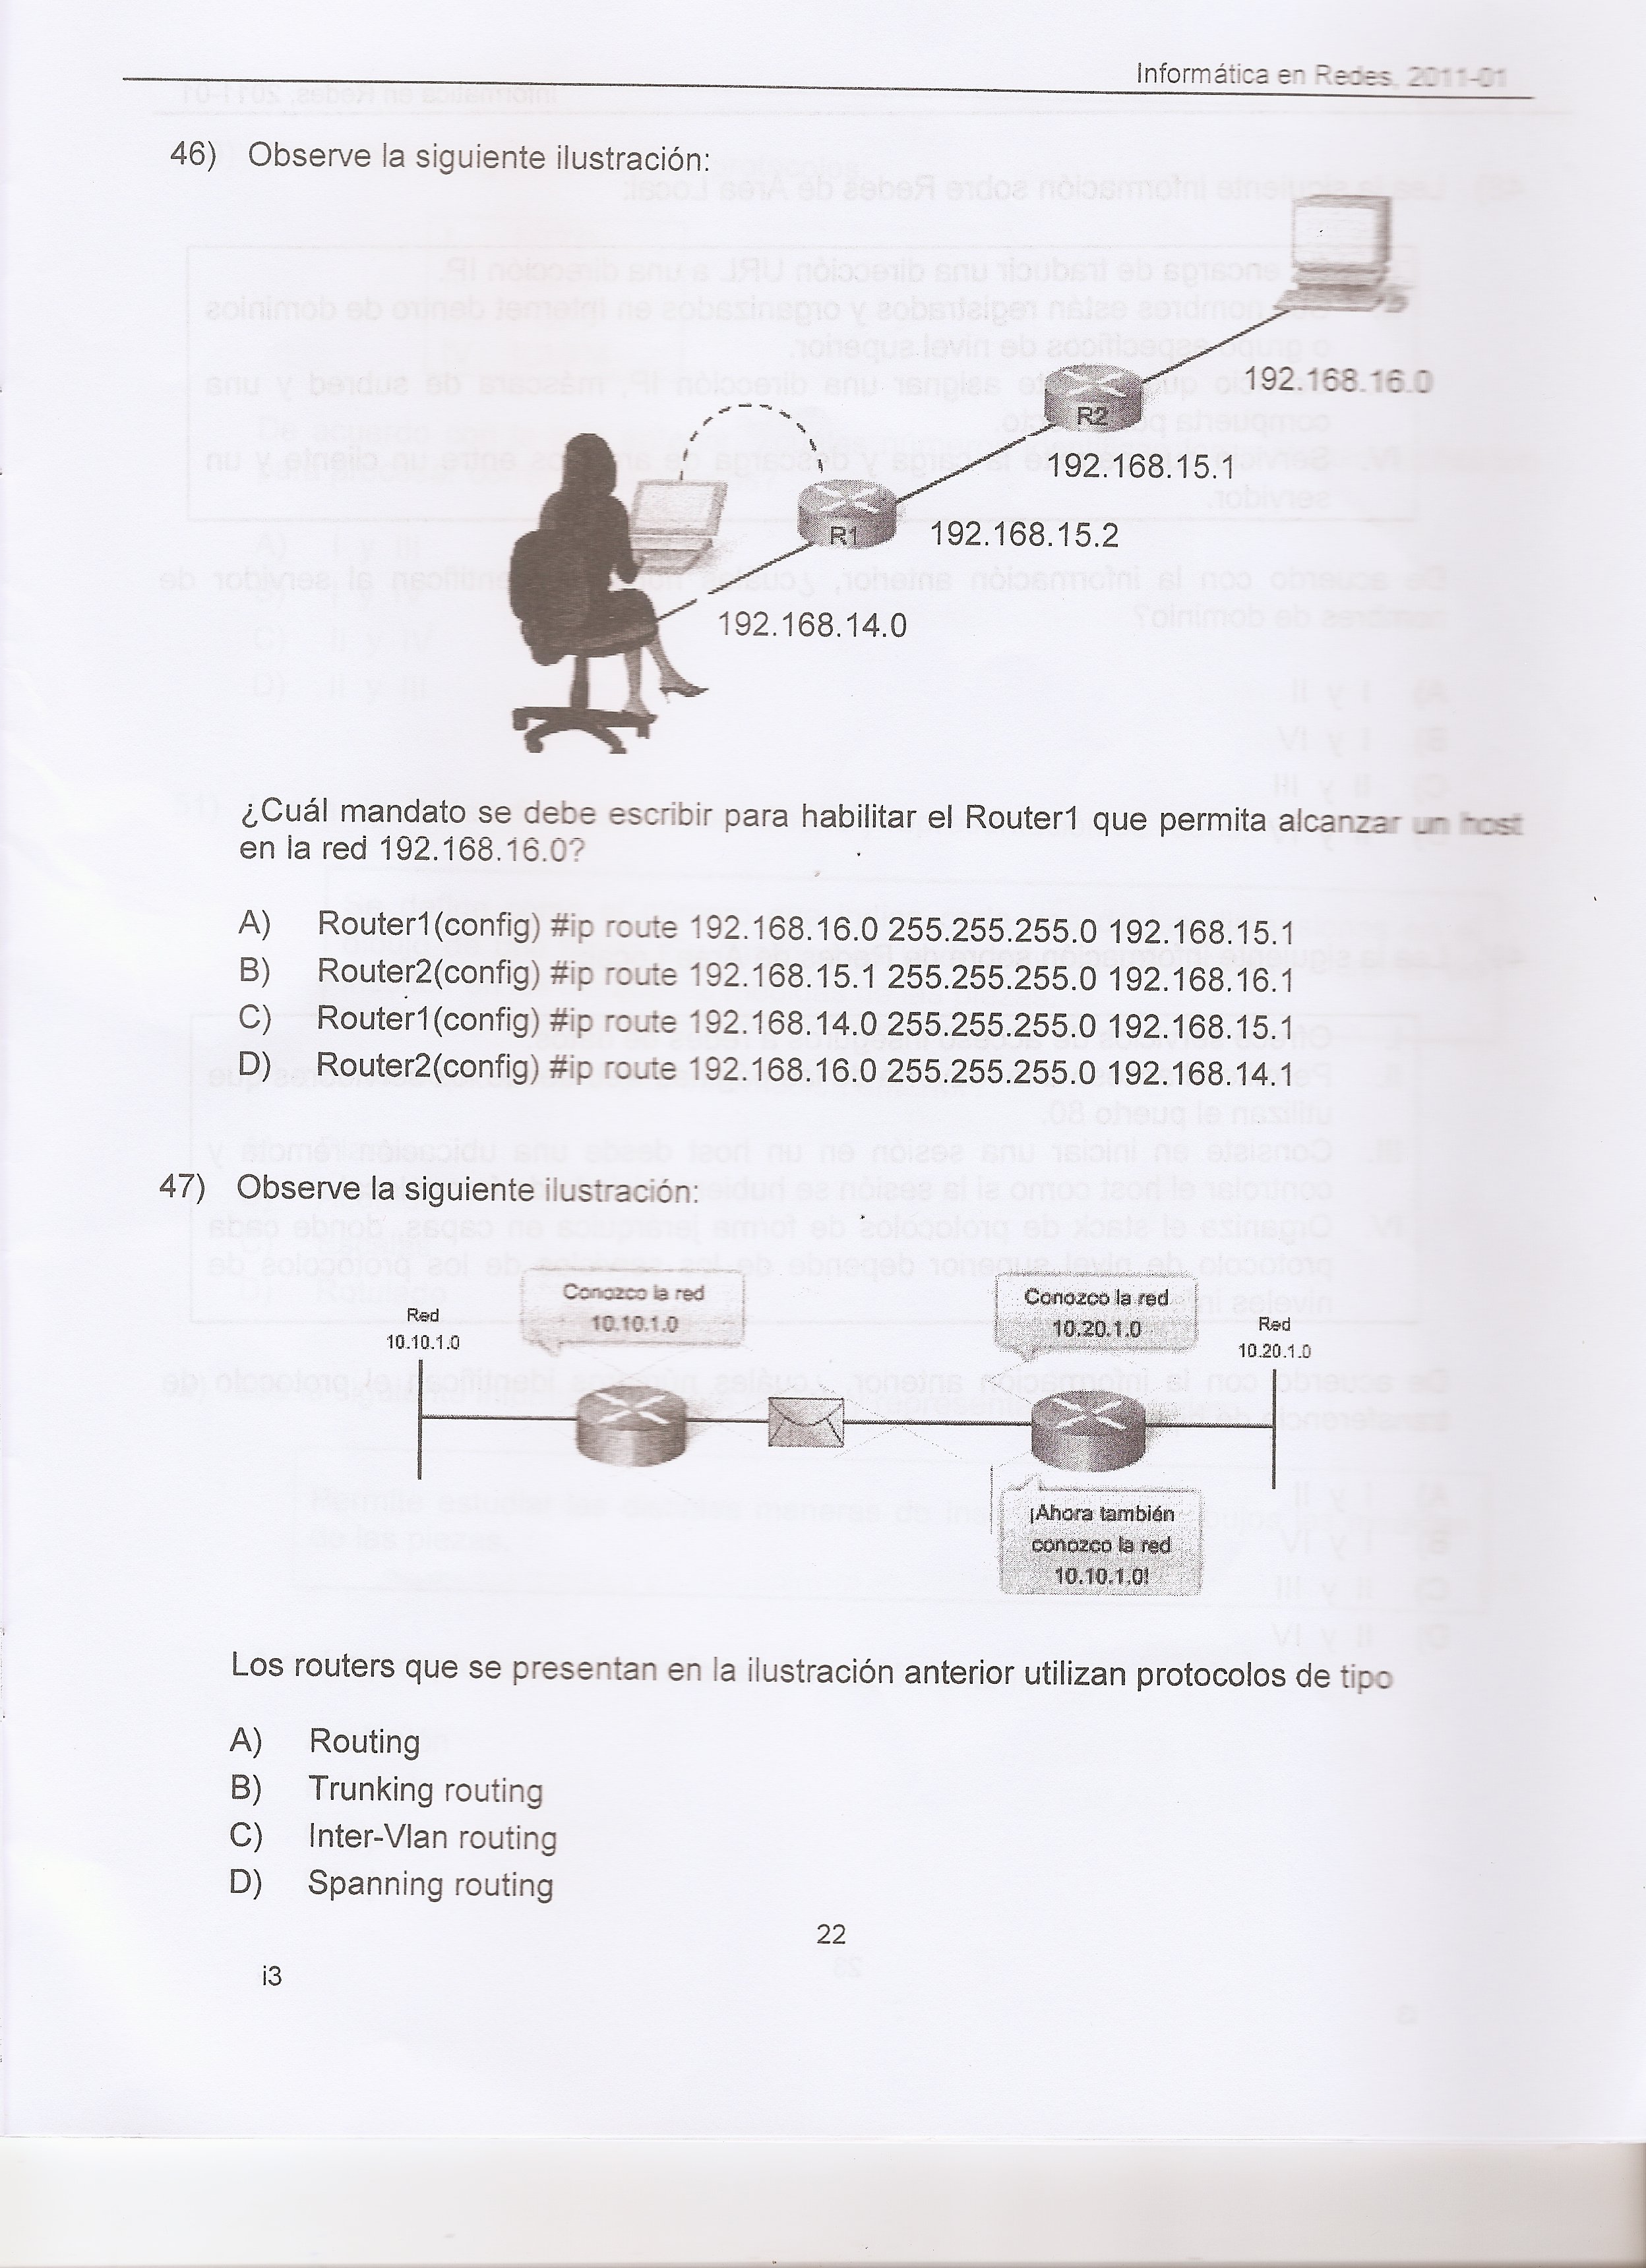 Informática en Redes, 2011-01
46) Observe la siguiente ilustración:
192.168.16.0
R2
192.168.15.1
R1
192.168.15.2
192.168.14.0
¿Cuál mandato se debe escribir para habilitar el Router1 que permita alcanzar un host
en la red 192.168.16.0?
A) Router1(config) #ip route 192.168.16.0 255.255.255.0 192.168.15.1
B) Router2(config) #ip route 192.168.15.1 255.255.255.0 192.168.16.1
C) Router1(config) #ip route 192.168.14.0 255.255.255.0 192.168.15.1
D) Router2(config) #ip route 192.168.16.0 255.255.255.0 192.168.14.1
47) Observe la siguiente ilustración:
Red
10.10.1.0
Conozco la red
10.10.1.0
Conozco la red
10.20.1.0
Red
10.20.1.0
¡Ahora también
conozco la red
10.10.1.0!
Los routers que se presentan en la ilustración anterior utilizan protocolos de tipo
A) Routing
B) Trunking routing
C) Inter-Vlan routing
D) Spanning routing
22
i3